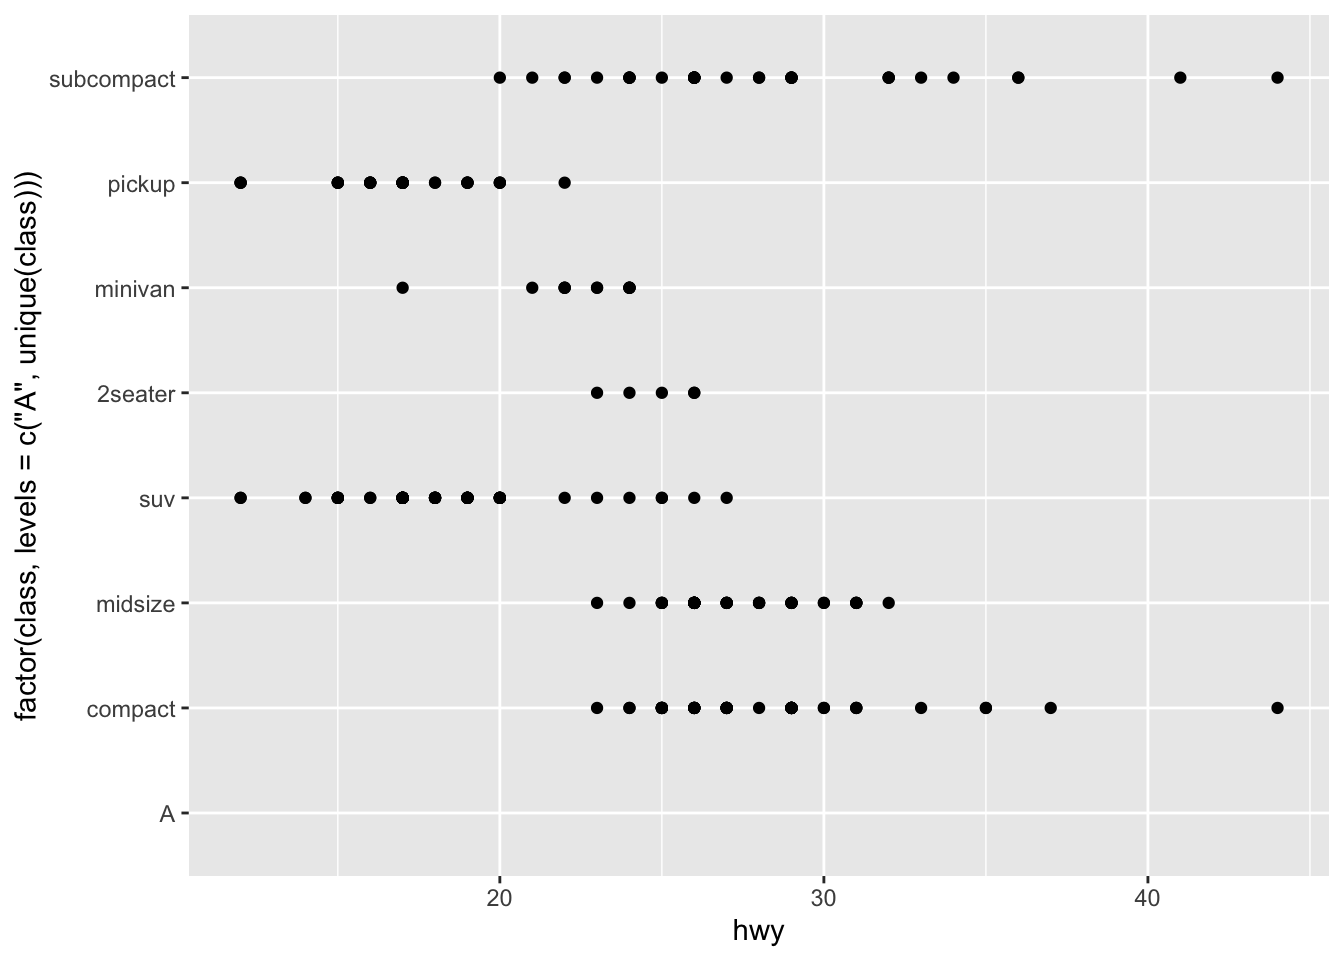 factor(class, levels = c("A", unique(class)))
subcompact
pickup
minivan
2seater
suv
midsize
compact
A
20
30
40
hwy